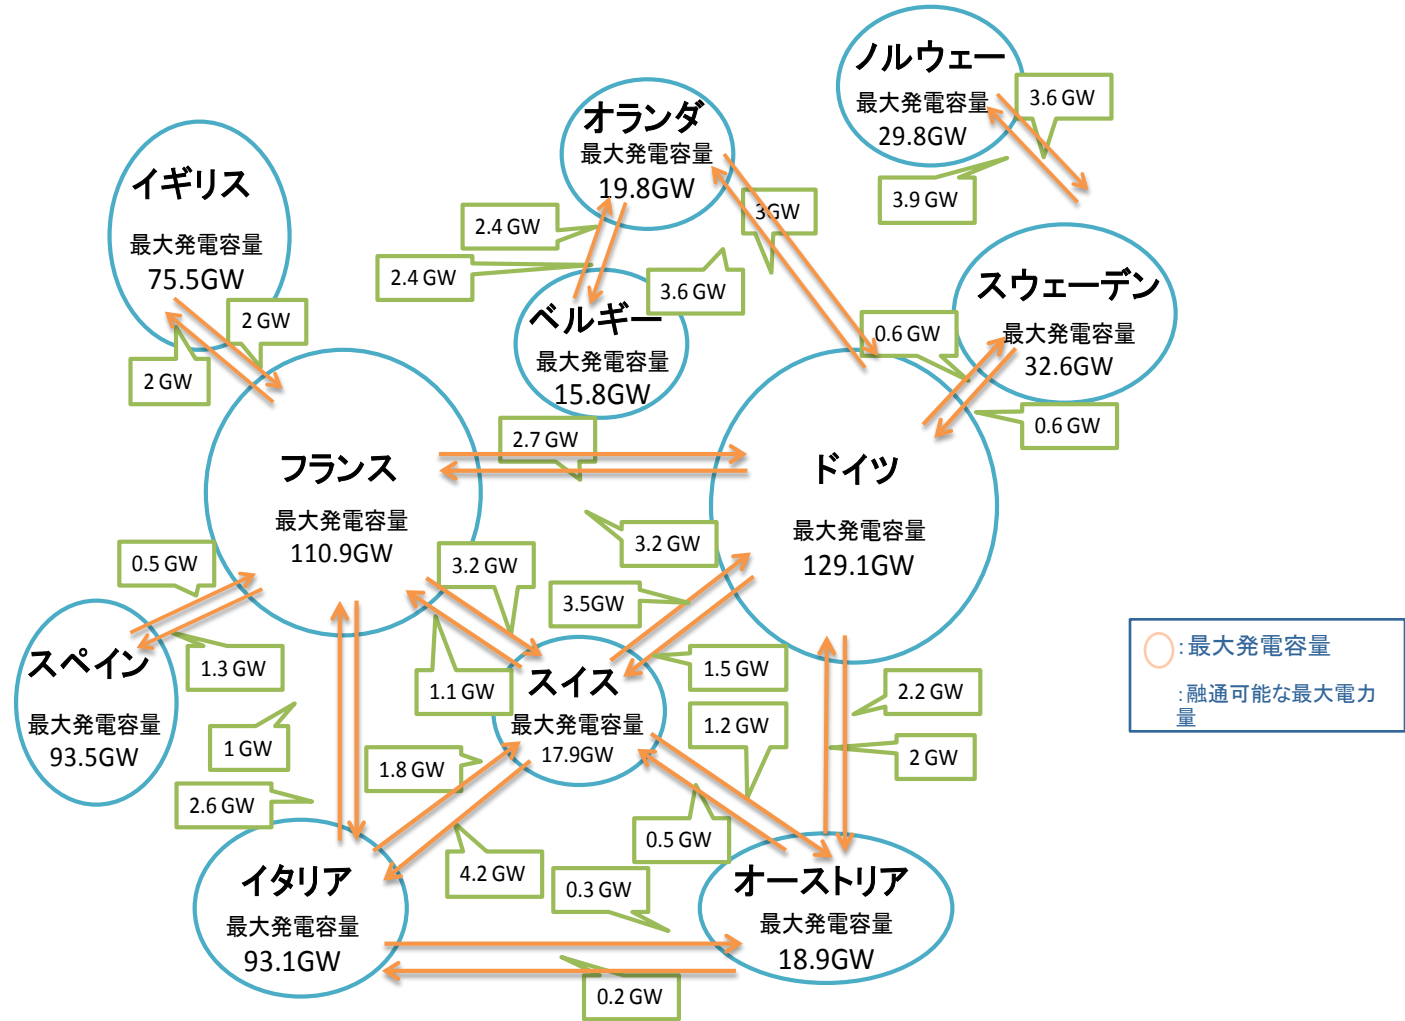 ノルウェー
最大発電容量
29.8GW
3.6 GW
3.9 GW
オランダ
最大発電容量
19.8GW
イギリス
最大発電容量
75.5GW
2.4 GW
2.4 GW
3GW
3.6 GW
スウェーデン
最大発電容量
32.6GW
ベルギー
最大発電容量
15.8GW
2 GW
2 GW
0.6 GW
0.6 GW
2.7 GW
フランス
最大発電容量
110.9GW
ドイツ
最大発電容量
129.1GW
3.2 GW
0.5 GW
3.2 GW
3.5GW
スペイン
最大発電容量
93.5GW
1.3 GW
1.1 GW
スイス
最大発電容量
17.9GW
1.5 GW
1.2 GW
2.2 GW
2 GW
1 GW
2.6 GW
1.8 GW
4.2 GW
0.5 GW
0.3 GW
イタリア
最大発電容量
93.1GW
オーストリア
最大発電容量
18.9GW
0.2 GW
:最大発電容量
:融通可能な最大電力
量